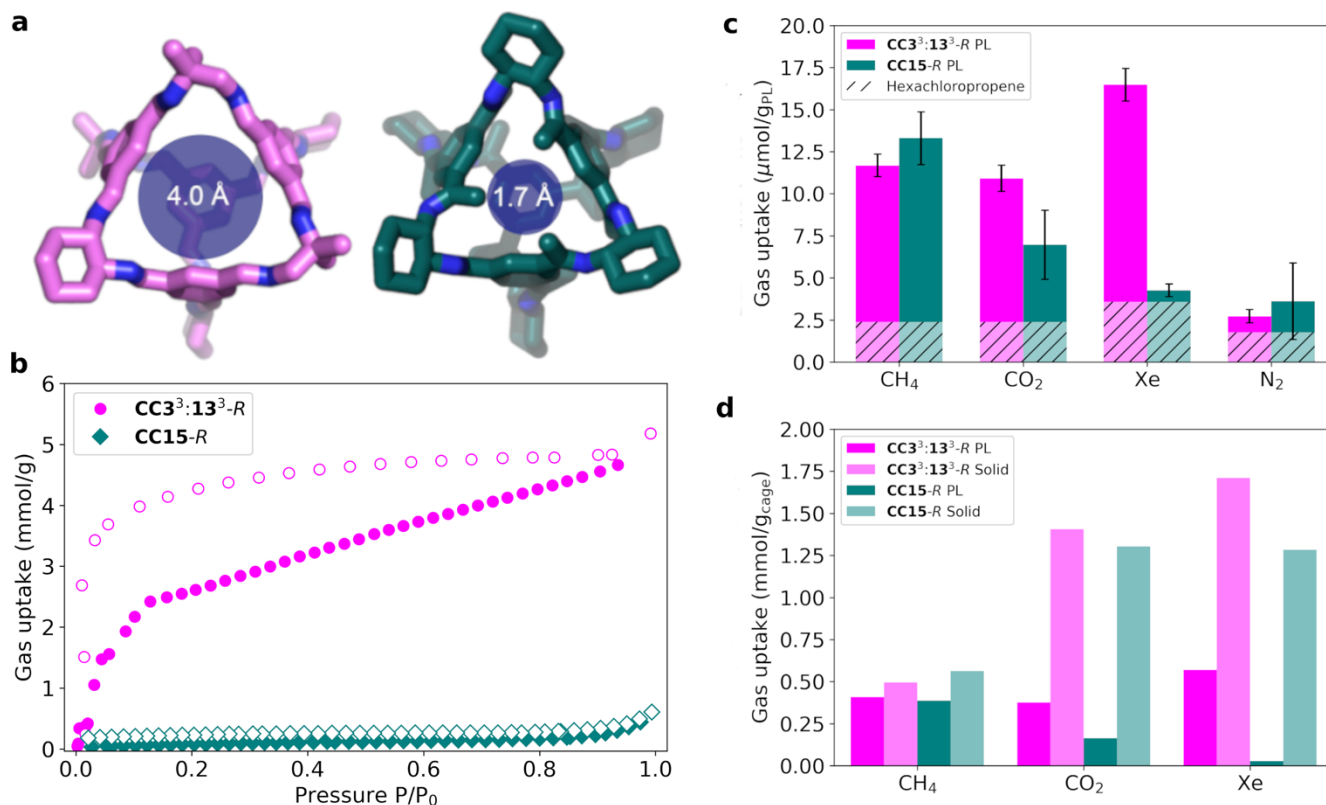 a
4.0 Å
1.7 Å
b
Gas uptake (mmol/g)
6
5
4
3
2
1
0
CC3³:13³-R
CC15-R
0.0 0.2 0.4 0.6 0.8 1.0
Pressure P/P₀
c
Gas uptake (μmol/gPL)
20.0
17.5
15.0
12.5
10.0
7.5
5.0
2.5
0.0
CC3³:13³-R PL
CC15-R PL
Hexachloropropene
CH₄ CO₂ Xe N₂
d
Gas uptake (mmol/gcage)
2.00
1.75
1.50
1.25
1.00
0.75
0.50
0.25
0.00
CC3³:13³-R PL
CC3³:13³-R Solid
CC15-R PL
CC15-R Solid
CH₄ CO₂ Xe